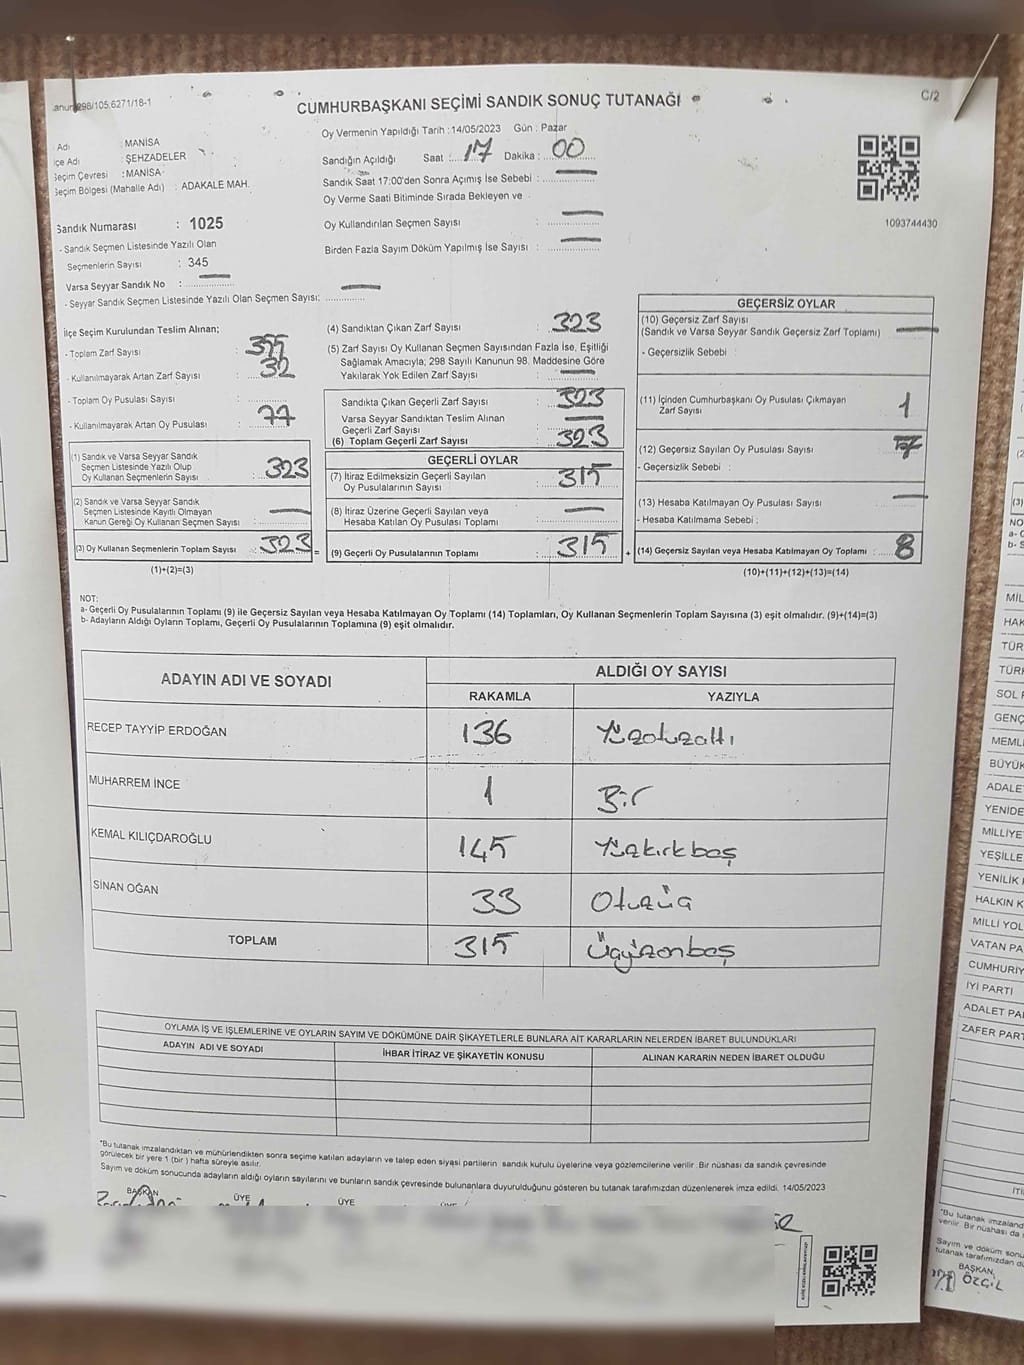 anun 298/105;6271/18-1
CUMHURBAŞKANI SEÇİMİ SANDIK SONUÇ TUTANAĞI
C/2
Adı : MANİSA
İçe Adı : ŞEHZADELER
Seçim Çevresi : MANİSA
Seçim Bölgesi (Mahalle Adı) : ADAKALE MAH.
Sandık Numarası : 1025
- Sandık Seçmen Listesinde Yazılı Olan
Seçmenlerin Sayısı : 345
Varsa Seyyar Sandık No :
- Seyyar Sandık Seçmen Listesinde Yazılı Olan Seçmen Sayısı:
Oy Vermenin Yapıldığı Tarih : 14/05/2023 Gün : Pazar
Sandığın Açıldığı Saat : 17 Dakika : 00
Sandık Saat 17:00'den Sonra Açılmış İse Sebebi :
Oy Verme Saati Bitiminde Sırada Bekleyen ve
Oy Kullandırılan Seçmen Sayısı :
Birden Fazla Sayım Döküm Yapılmış İse Sayısı :
1093744430
İlçe Seçim Kurulundan Teslim Alınan;
- Toplam Zarf Sayısı :
- Kullanılmayarak Artan Zarf Sayısı : 32
- Toplam Oy Pusulası Sayısı :
- Kullanılmayarak Artan Oy Pusulası : 77
(1) Sandık ve Varsa Seyyar Sandık
Seçmen Listesinde Yazılı Olup
Oy Kullanan Seçmenlerin Sayısı : 323
(2) Sandık ve Varsa Seyyar Sandık
Seçmen Listesinde Kayıtlı Olmayan
Kanun Gereği Oy Kullanan Seçmen Sayısı :
(3) Oy Kullanan Seçmenlerin Toplam Sayısı : 323 =
(1)+(2)=(3)
(4) Sandıktan Çıkan Zarf Sayısı : 323
(5) Zarf Sayısı Oy Kullanan Seçmen Sayısından Fazla İse, Eşitliği
Sağlamak Amacıyla; 298 Sayılı Kanunun 98. Maddesine Göre
Yakılarak Yok Edilen Zarf Sayısı :
Sandıkta Çıkan Geçerli Zarf Sayısı : 323
Varsa Seyyar Sandıktan Teslim Alınan
Geçerli Zarf Sayısı :
(6) Toplam Geçerli Zarf Sayısı : 323
GEÇERLİ OYLAR
(7) İtiraz Edilmeksizin Geçerli Sayılan
Oy Pusulalarının Sayısı : 315
(8) İtiraz Üzerine Geçerli Sayılan veya
Hesaba Katılan Oy Pusulası Toplamı :
(9) Geçerli Oy Pusulalarının Toplamı : 315 +
GEÇERSİZ OYLAR
(10) Geçersiz Zarf Sayısı
(Sandık ve Varsa Seyyar Sandık Geçersiz Zarf Toplamı) :
- Geçersizlik Sebebi :
(11) İçinden Cumhurbaşkanı Oy Pusulası Çıkmayan
Zarf Sayısı : 1
(12) Geçersiz Sayılan Oy Pusulası Sayısı : 7
- Geçersizlik Sebebi :
(13) Hesaba Katılmayan Oy Pusulası Sayısı :
- Hesaba Katılmama Sebebi :
(14) Geçersiz Sayılan veya Hesaba Katılmayan Oy Toplamı : 8
(10)+(11)+(12)+(13)=(14)
NOT:
a- Geçerli Oy Pusulalarının Toplamı (9) ile Geçersiz Sayılan veya Hesaba Katılmayan Oy Toplamı (14) Toplamları, Oy Kullanan Seçmenlerin Toplam Sayısına (3) eşit olmalıdır. (9)+(14)=(3)
b- Adayların Aldığı Oyların Toplamı, Geçerli Oy Pusulalarının Toplamına (9) eşit olmalıdır.
ADAYIN ADI VE SOYADI
ALDIĞI OY SAYISI
RAKAMLA YAZIYLA
RECEP TAYYİP ERDOĞAN 136 Yüzotuzaltı
MUHARREM İNCE 1 Bir
KEMAL KILIÇDAROĞLU 145 Yüzkırkbeş
SİNAN OĞAN 33 Otuzüç
TOPLAM 315 Üçyüzonbeş
OYLAMA İŞ VE İŞLEMLERİNE VE OYLARIN SAYIM VE DÖKÜMÜNE DAİR ŞİKAYETLERLE BUNLARA AİT KARARLARIN NELERDEN İBARET BULUNDUKLARI
ADAYIN ADI VE SOYADI İHBAR İTİRAZ VE ŞİKAYETİN KONUSU ALINAN KARARIN NEDEN İBARET OLDUĞU
*Bu tutanak imzalandıktan ve mühürlendikten sonra seçime katılan adayların ve talep eden siyasi partilerin sandık kurulu üyelerine veya gözlemcilerine verilir. Bir nüshası da sandık çevresinde
görülecek bir yere 1 (bir) hafta süreyle asılır.
Sayım ve döküm sonucunda adayların aldığı oyların sayılarını ve bunların sandık çevresinde bulunanlara duyurulduğunu gösteren bu tutanak tarafımızdan düzenlenerek imza edildi. 14/05/2023
BAŞKAN ÜYE ÜYE ÜYE
MİL
HAK
TÜR
TÜRK
SOL P
GENÇ
MEML
BÜYÜK
ADALE
YENİDE
MİLLİYE
YEŞİLLE
YENİLİK
HALKIN K
MİLLİ YOL
VATAN PA
CUMHURİY
İYİ PARTİ
ADALET PA
ZAFER PART
*Bu tutanak imzaland
verilir. Bir nüshası da
Sayım ve döküm sonu
tutanak tarafımızdan dü
BAŞKAN,
ÖZGİL